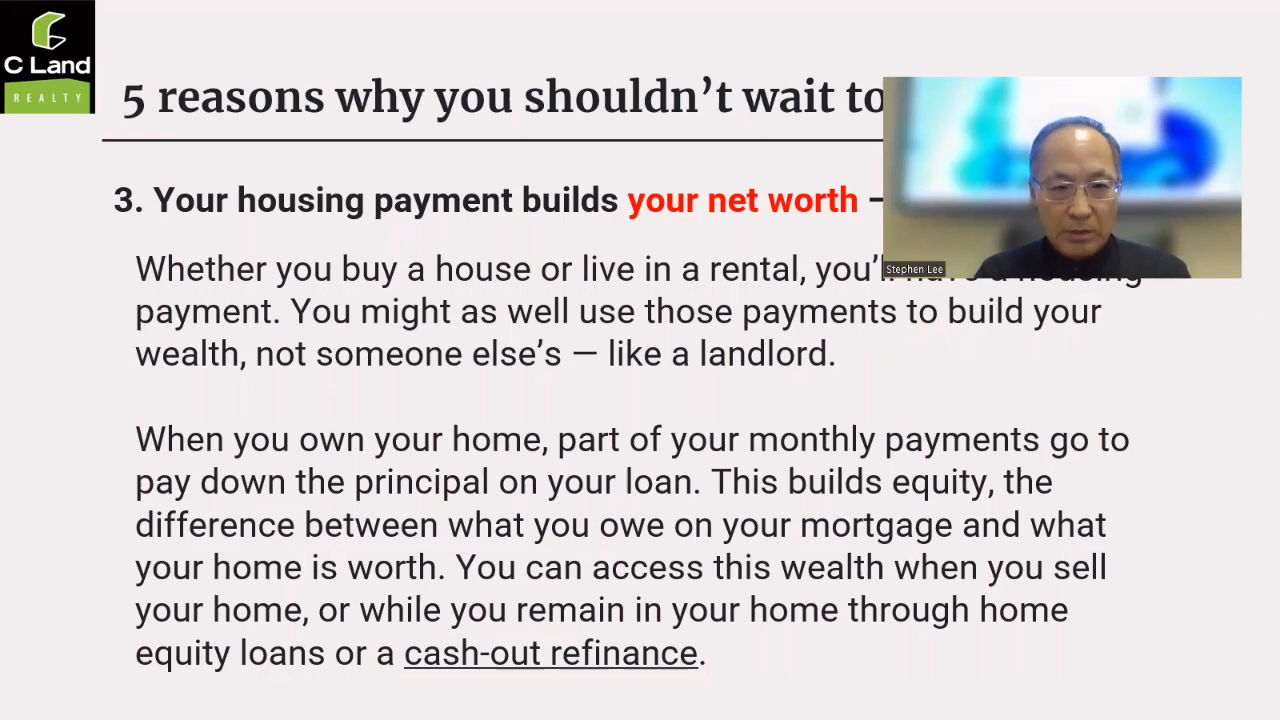 C Land
REALTY
5 reasons why you shouldn’t wait to
3. Your housing payment builds your net worth –
Stephen Lee
Whether you buy a house or live in a rental, you’ll have a housing
payment. You might as well use those payments to build your
wealth, not someone else’s — like a landlord.
When you own your home, part of your monthly payments go to
pay down the principal on your loan. This builds equity, the
difference between what you owe on your mortgage and what
your home is worth. You can access this wealth when you sell
your home, or while you remain in your home through home
equity loans or a cash-out refinance.